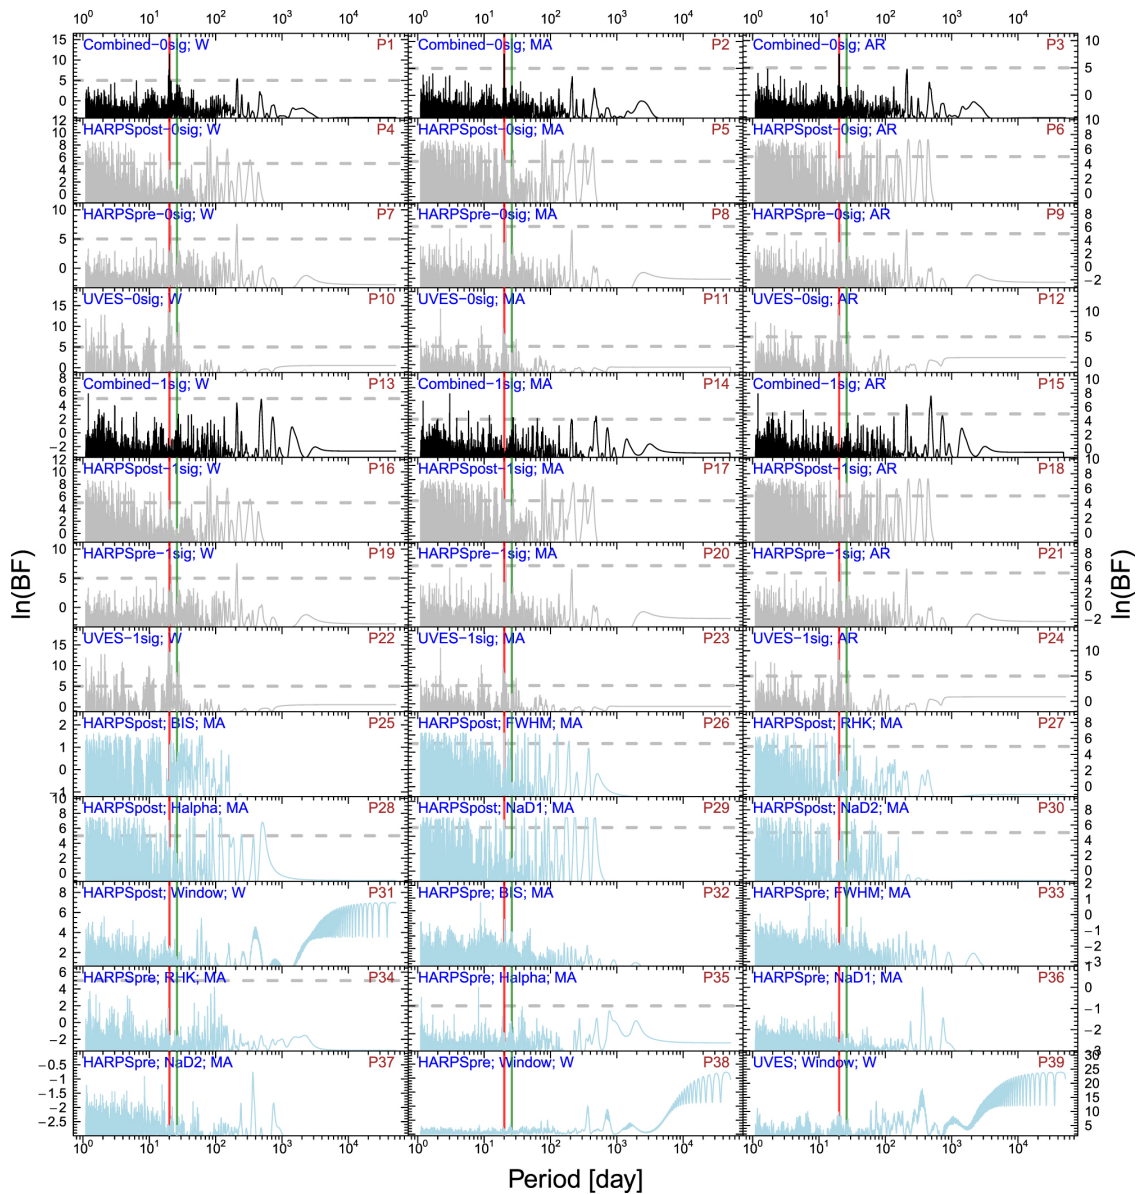 10⁰ 10¹ 10² 10³ 10⁴ 10⁰ 10¹ 10² 10³ 10⁴ 10⁰ 10¹ 10² 10³ 10⁴
Combined−0sig; W P1 Combined−0sig; MA P2 Combined−0sig; AR P3
HARPSpost−0sig; W P4 HARPSpost−0sig; MA P5 HARPSpost−0sig; AR P6
HARPSpre−0sig; W P7 HARPSpre−0sig; MA P8 HARPSpre−0sig; AR P9
UVES−0sig; W P10 UVES−0sig; MA P11 UVES−0sig; AR P12
Combined−1sig; W P13 Combined−1sig; MA P14 Combined−1sig; AR P15
HARPSpost−1sig; W P16 HARPSpost−1sig; MA P17 HARPSpost−1sig; AR P18
HARPSpre−1sig; W P19 HARPSpre−1sig; MA P20 HARPSpre−1sig; AR P21
UVES−1sig; W P22 UVES−1sig; MA P23 UVES−1sig; AR P24
HARPSpost; BIS; MA P25 HARPSpost; FWHM; MA P26 HARPSpost; RHK; MA P27
HARPSpost; Halpha; MA P28 HARPSpost; NaD1; MA P29 HARPSpost; NaD2; MA P30
HARPSpost; Window; W P31 HARPSpre; BIS; MA P32 HARPSpre; FWHM; MA P33
HARPSpre; RHK; MA P34 HARPSpre; Halpha; MA P35 HARPSpre; NaD1; MA P36
HARPSpre; NaD2; MA P37 HARPSpre; Window; W P38 UVES; Window; W P39
10⁰ 10¹ 10² 10³ 10⁴ 10⁰ 10¹ 10² 10³ 10⁴ 10⁰ 10¹ 10² 10³ 10⁴
Period [day]
ln(BF)
ln(BF)